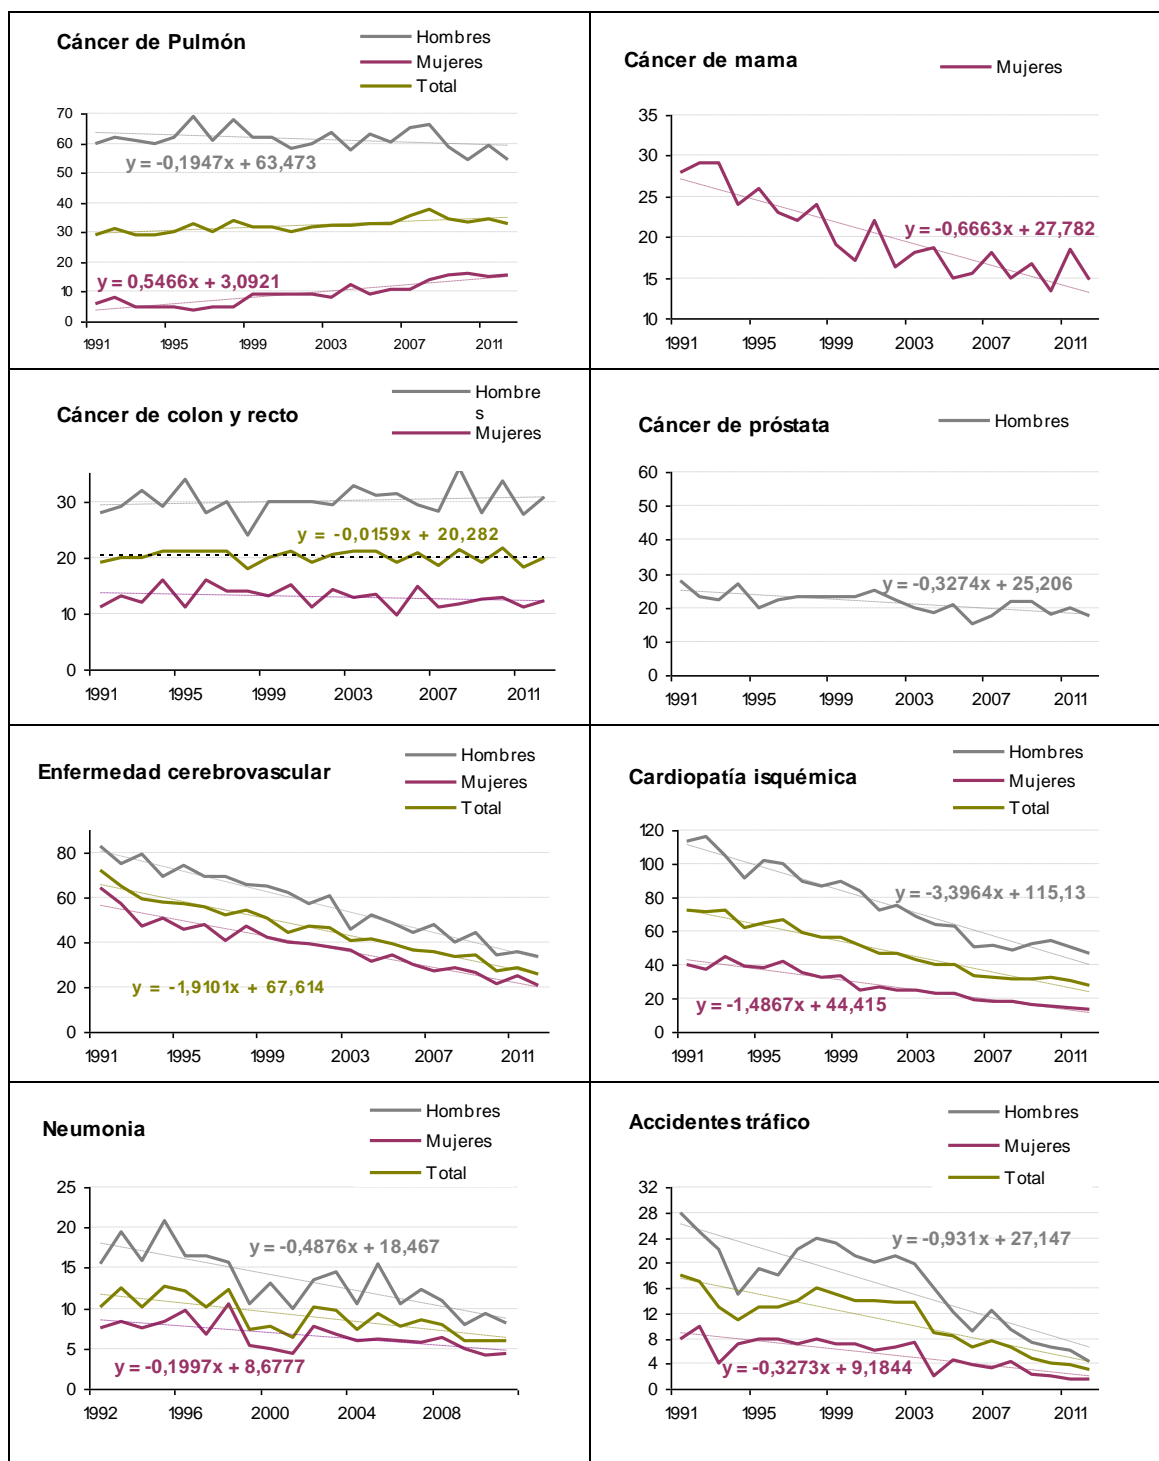 Cáncer de Pulmón
Hombres
Mujeres
Total
70
60
50
40
30
20
10
0
y = -0,1947x + 63,473
y = 0,5466x + 3,0921
1991 1995 1999 2003 2007 2011
Cáncer de mama
Mujeres
35
30
25
20
15
10
y = -0,6663x + 27,782
1991 1995 1999 2003 2007 2011
Cáncer de colon y recto
Hombre
s
Mujeres
30
20
10
0
y = -0,0159x + 20,282
1991 1995 1999 2003 2007 2011
Cáncer de próstata
Hombres
60
50
40
30
20
10
0
y = -0,3274x + 25,206
1991 1995 1999 2003 2007 2011
Enfermedad cerebrovascular
Hombres
Mujeres
Total
80
60
40
20
0
y = -1,9101x + 67,614
1991 1995 1999 2003 2007 2011
Cardiopatía isquémica
Hombres
Mujeres
Total
120
100
80
60
40
20
0
y = -3,3964x + 115,13
y = -1,4867x + 44,415
1991 1995 1999 2003 2007 2011
Neumonia
Hombres
Mujeres
Total
25
20
15
10
5
0
y = -0,4876x + 18,467
y = -0,1997x + 8,6777
1992 1996 2000 2004 2008
Accidentes tráfico
Hombres
Mujeres
Total
32
28
24
20
16
12
8
4
0
y = -0,931x + 27,147
y = -0,3273x + 9,1844
1991 1995 1999 2003 2007 2011